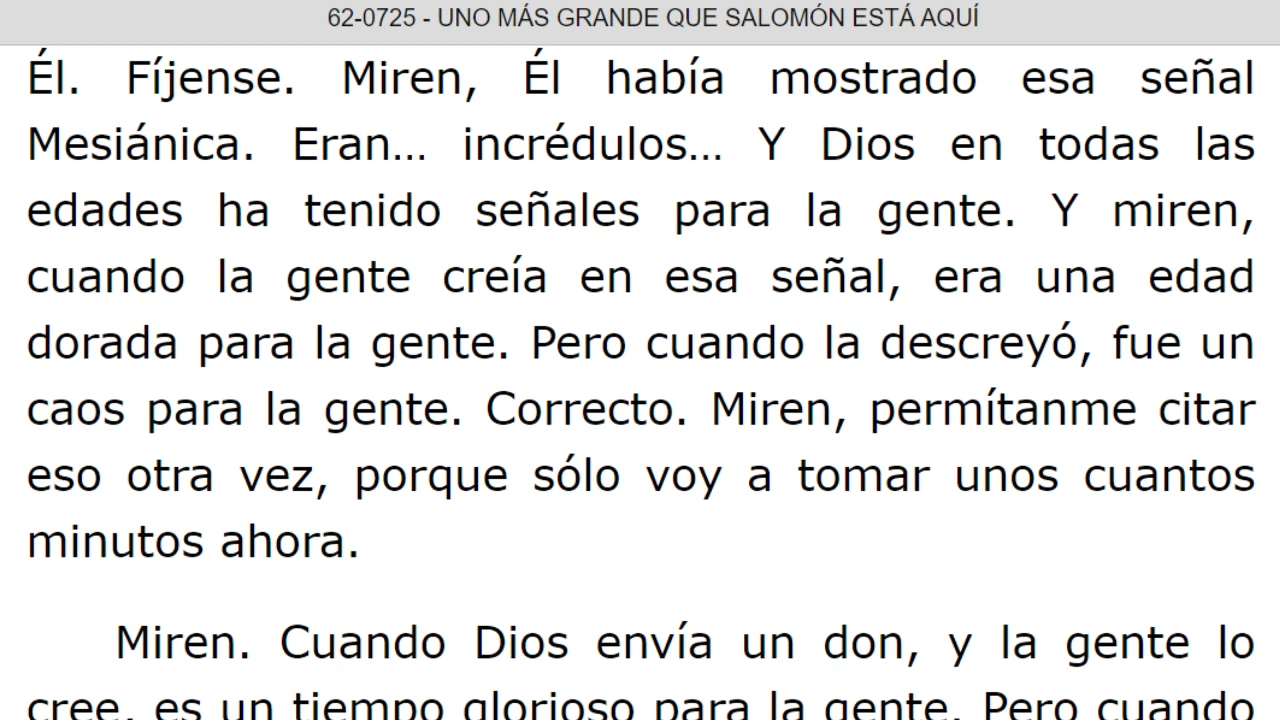 62-0725 - UNO MÁS GRANDE QUE SALOMÓN ESTÁ AQUÍ
Él. Fíjense. Miren, Él había mostrado esa señal
Mesiánica. Eran… incrédulos… Y Dios en todas las
edades ha tenido señales para la gente. Y miren,
cuando la gente creía en esa señal, era una edad
dorada para la gente. Pero cuando la descreyó, fue un
caos para la gente. Correcto. Miren, permítanme citar
eso otra vez, porque sólo voy a tomar unos cuantos
minutos ahora.
Miren. Cuando Dios envía un don, y la gente lo
cree, es un tiempo glorioso para la gente. Pero cuando